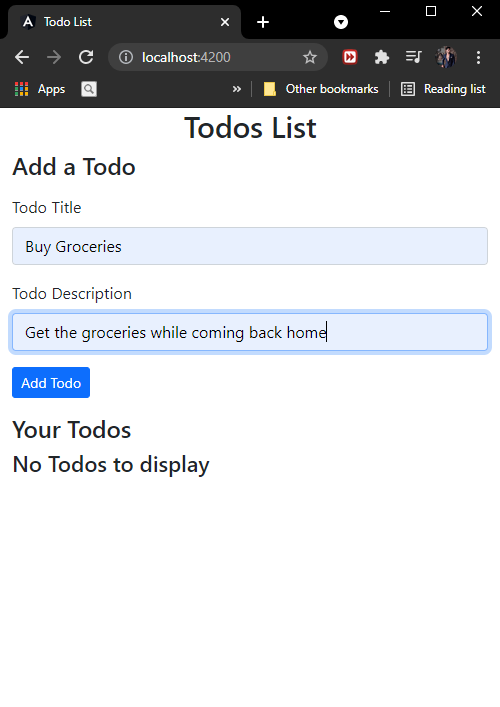 Todo List
localhost:4200
Apps
»
Other bookmarks
Reading list
Todos List
Add a Todo
Todo Title
Buy Groceries
Todo Description
Get the groceries while coming back home
Add Todo
Your Todos
No Todos to display